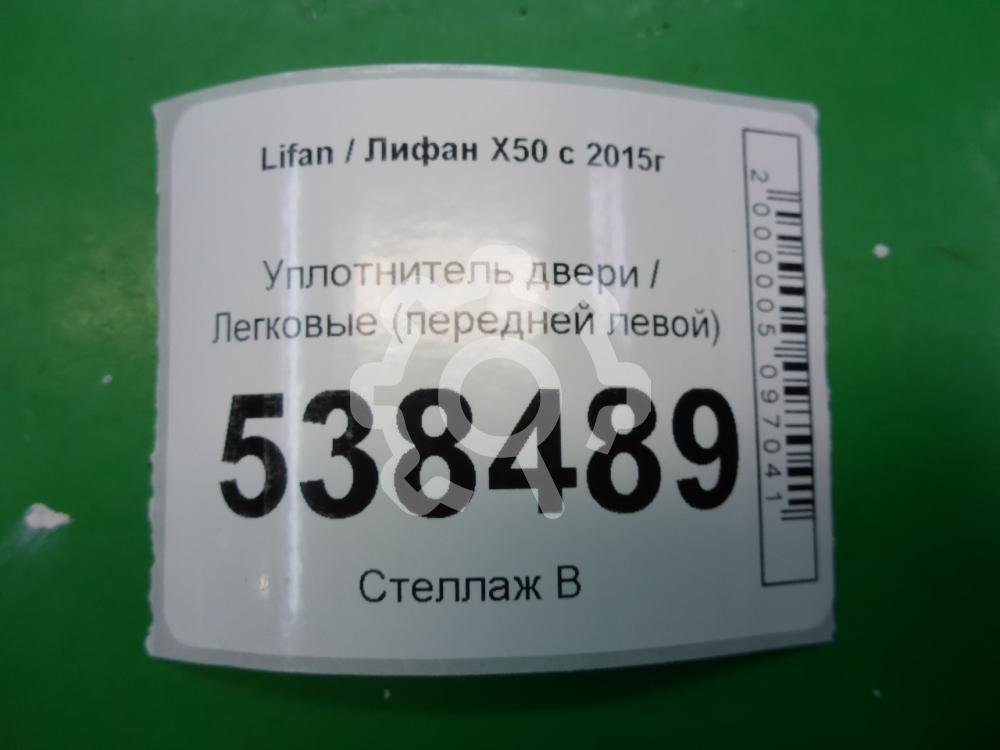 Lifan / Лифан X50 с 2015г
Уплотнитель двери /
Легковые (передней левой)
538489
Стеллаж B
2000005097041